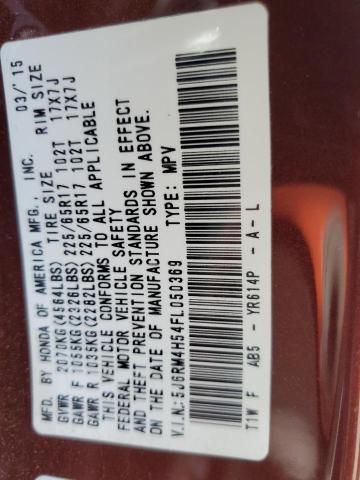 MFD. BY HONDA OF AMERICA MFG., INC. 03/'15
TIRE SIZE RIM SIZE
GVWR 2070KG(4564LBS)
GAWR F 1055KG(2326LBS) 225/65R17 102T 17X7J
GAWR R 1035KG(2282LBS) 225/65R17 102T 17X7J
THIS VEHICLE CONFORMS TO ALL APPLICABLE
FEDERAL MOTOR VEHICLE SAFETY
AND THEFT PREVENTION STANDARDS IN EFFECT
ON THE DATE OF MANUFACTURE SHOWN ABOVE.
V.I.N.:5J6RM4H54FL050369 TYPE: MPV
T1W F AB5 - YR614P - A - L